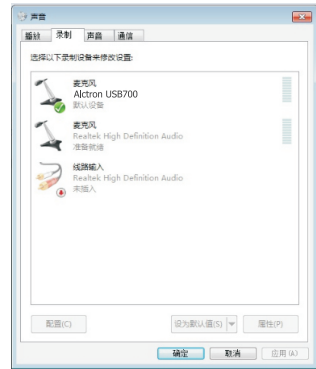 声音
播放 录制 声音 通信
选择以下录制设备来修改设置:
麦克风
Alctron USB700
默认设备
麦克风
Realtek High Definition Audio
准备就绪
线路输入
Realtek High Definition Audio
未插入
配置(C) 设为默认值(S) 属性(P)
确定 取消 应用(A)